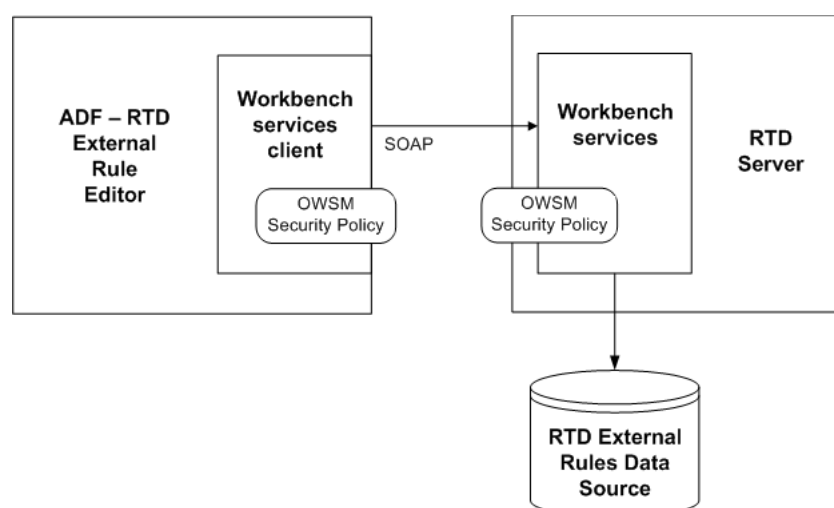 ADF – RTD
External
Rule
Editor
Workbench
services
client
OWSM
Security Policy
SOAP
Workbench
services
OWSM
Security Policy
RTD
Server
RTD External
Rules Data
Source